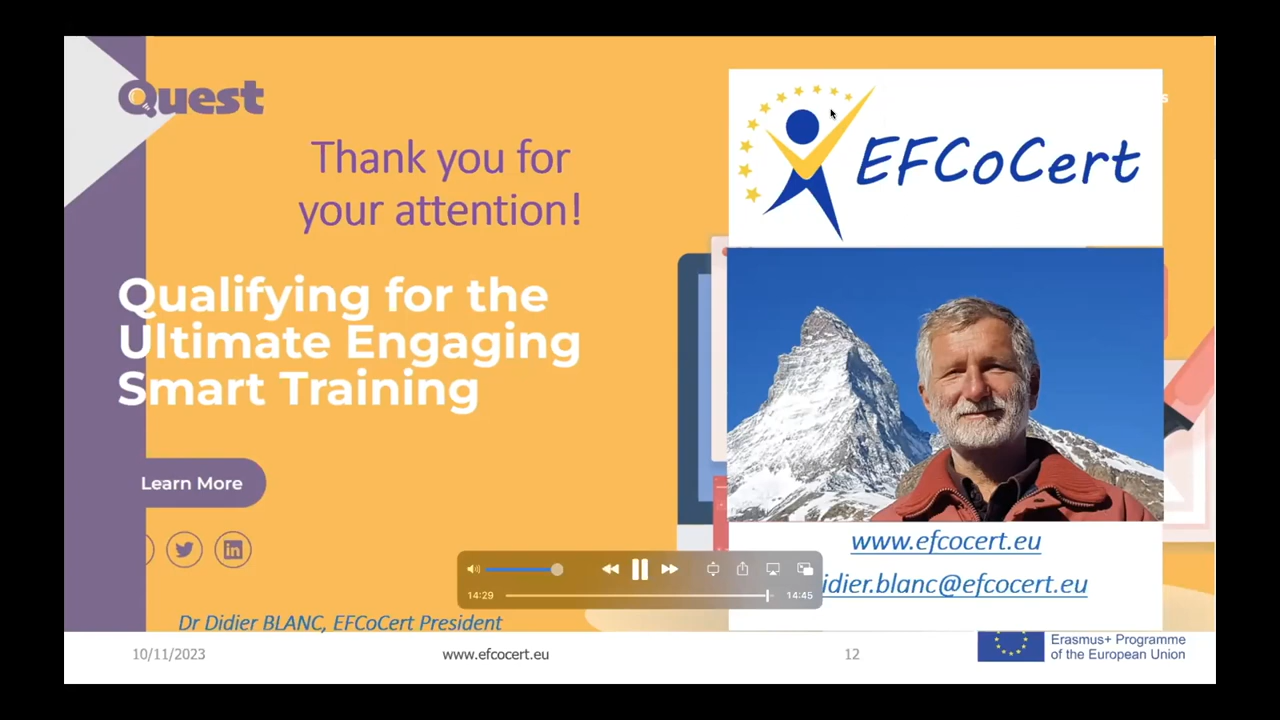 Quest
Thank you for
your attention!
Qualifying for the
Ultimate Engaging
Smart Training
Learn More
Dr Didier BLANC, EFCoCert President
EFCoCert
www.efcocert.eu
idier.blanc@efcocert.eu
14:29
14:45
10/11/2023
www.efcocert.eu
12
Erasmus+ Programme
of the European Union